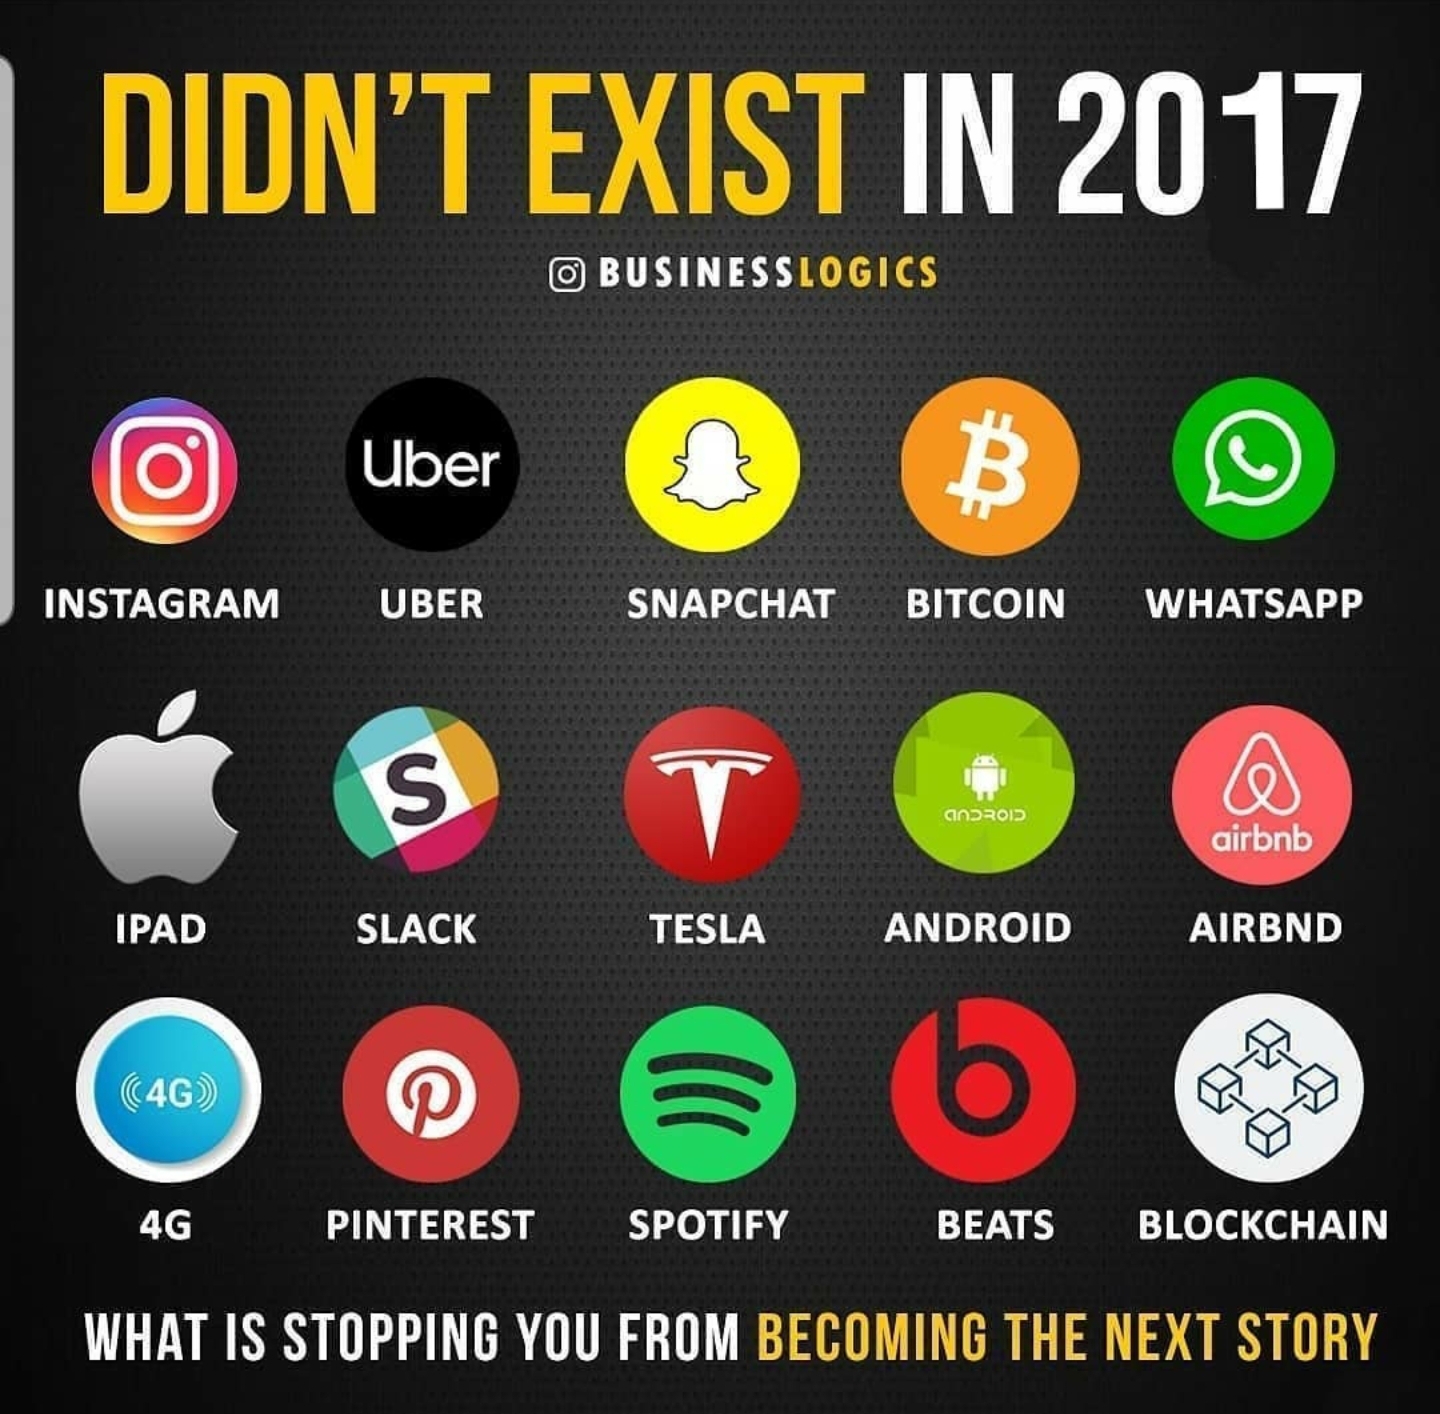 DIDN'T EXIST IN 2017
BUSINESSLOGICS
Uber
INSTAGRAM UBER SNAPCHAT BITCOIN WHATSAPP
S
ANDROID
airbnb
IPAD SLACK TESLA ANDROID AIRBND
4G
4G PINTEREST SPOTIFY BEATS BLOCKCHAIN
WHAT IS STOPPING YOU FROM BECOMING THE NEXT STORY